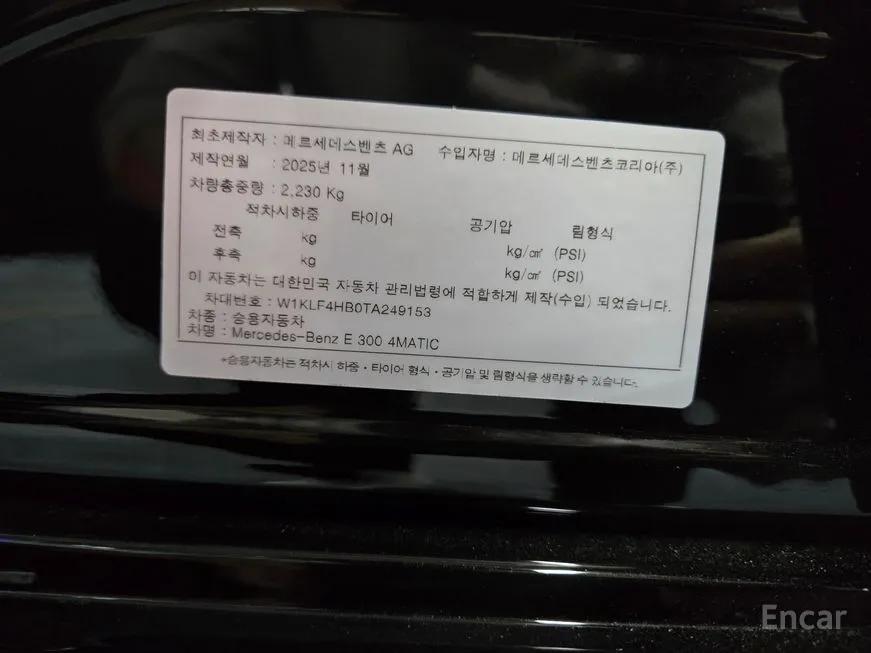 최초제작자 : 메르세데스벤츠 AG 수입자명 : 메르세데스벤츠코리아(주)
제작연월 : 2025년 11월
차량총중량 : 2,230 Kg
적차시하중 타이어 공기압 림형식
전축 kg kg/㎠ (PSI)
후축 kg kg/㎠ (PSI)
이 자동차는 대한민국 자동차 관리법령에 적합하게 제작(수입) 되었습니다.
차대번호 : W1KLF4HB0TA249153
차종 : 승용자동차
차명 : Mercedes-Benz E 300 4MATIC
*승용자동차는 적차시 하중·타이어 형식·공기압 및 림형식을 생략할 수 있습니다.
Encar